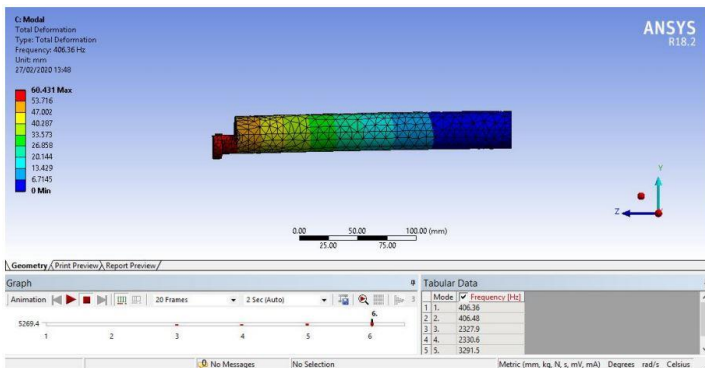 C: Modal
Total Deformation
Type: Total Deformation
Frequency: 406.36 Hz
Unit: mm
27/02/2020 13:48
60.431 Max
53.716
47.002
40.287
33.573
26.858
20.144
13.429
6.7145
0 Min
ANSYS
R18.2
Y
Z
0.00 50.00 100.00 (mm)
25.00 75.00
Geometry Print Preview Report Preview
Graph
Animation 20 Frames 2 Sec (Auto) 3
6.
5269.4
1 2 3 4 5 6
Tabular Data
Mode Frequency [Hz]
1 1. 406.36
2 2. 406.48
3 3. 2327.9
4 4. 2330.6
5 5. 3291.5
No Messages No Selection Metric (mm, kg, N, s, mV, mA) Degrees rad/s Celsius